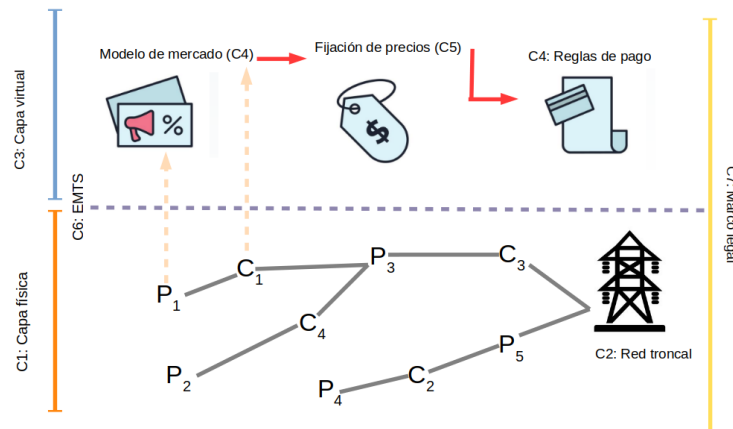 Modelo de mercado (C4)
Fijación de precios (C5)
C4: Reglas de pago
%
$
C3: Capa virtual
C6: EMTS
C7: Marco legal
C1: Capa física
P1
C1
P3
C3
C4
P2
P4
C2
P5
C2: Red troncal